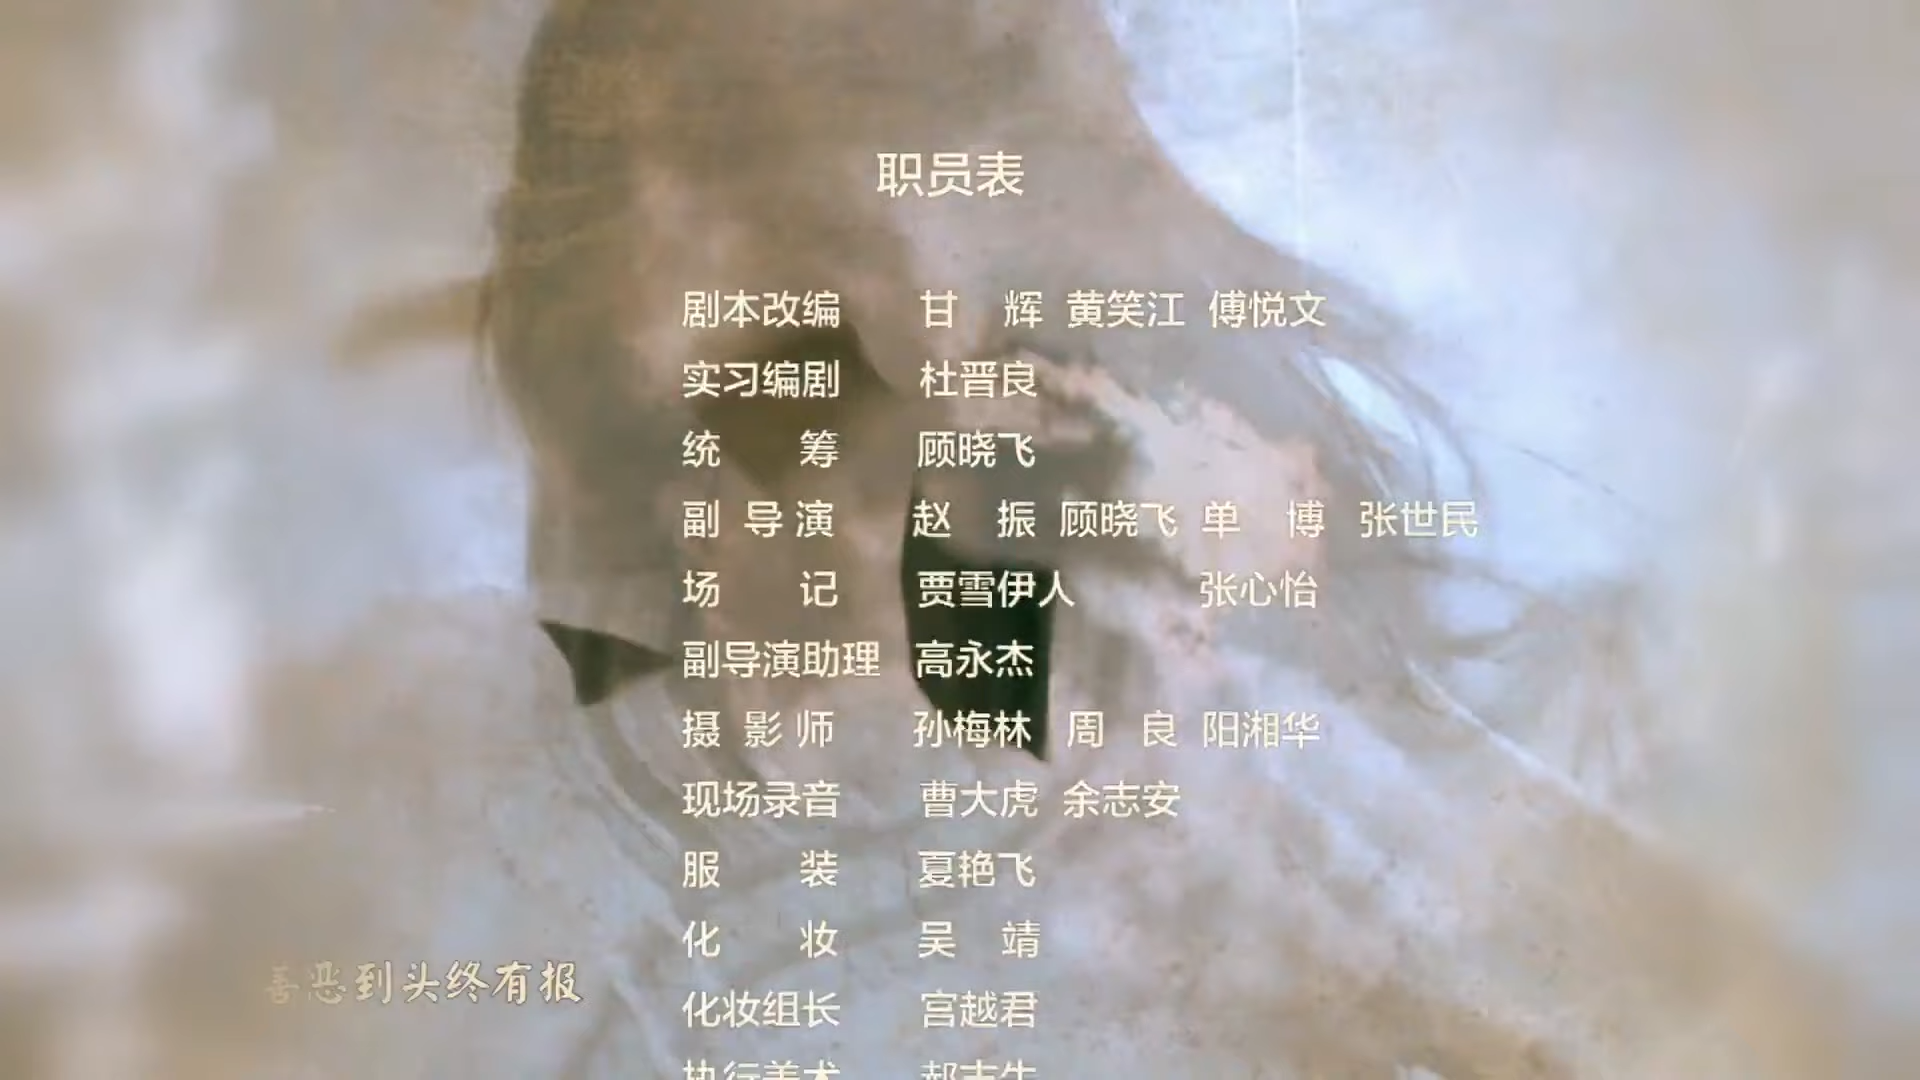 职员表
剧本改编 甘 辉 黄笑江 傅悦文
实习编剧 杜晋良
统 筹 顾晓飞
副 导 演 赵 振 顾晓飞 单 博 张世民
场 记 贾雪伊人 张心怡
副导演助理 高永杰
摄 影 师 孙梅林 周 良 阳湘华
现场录音 曹大虎 余志安
服 装 夏艳飞
化 妆 吴 靖
善恶到头终有报
化妆组长 宫越君
执行美术